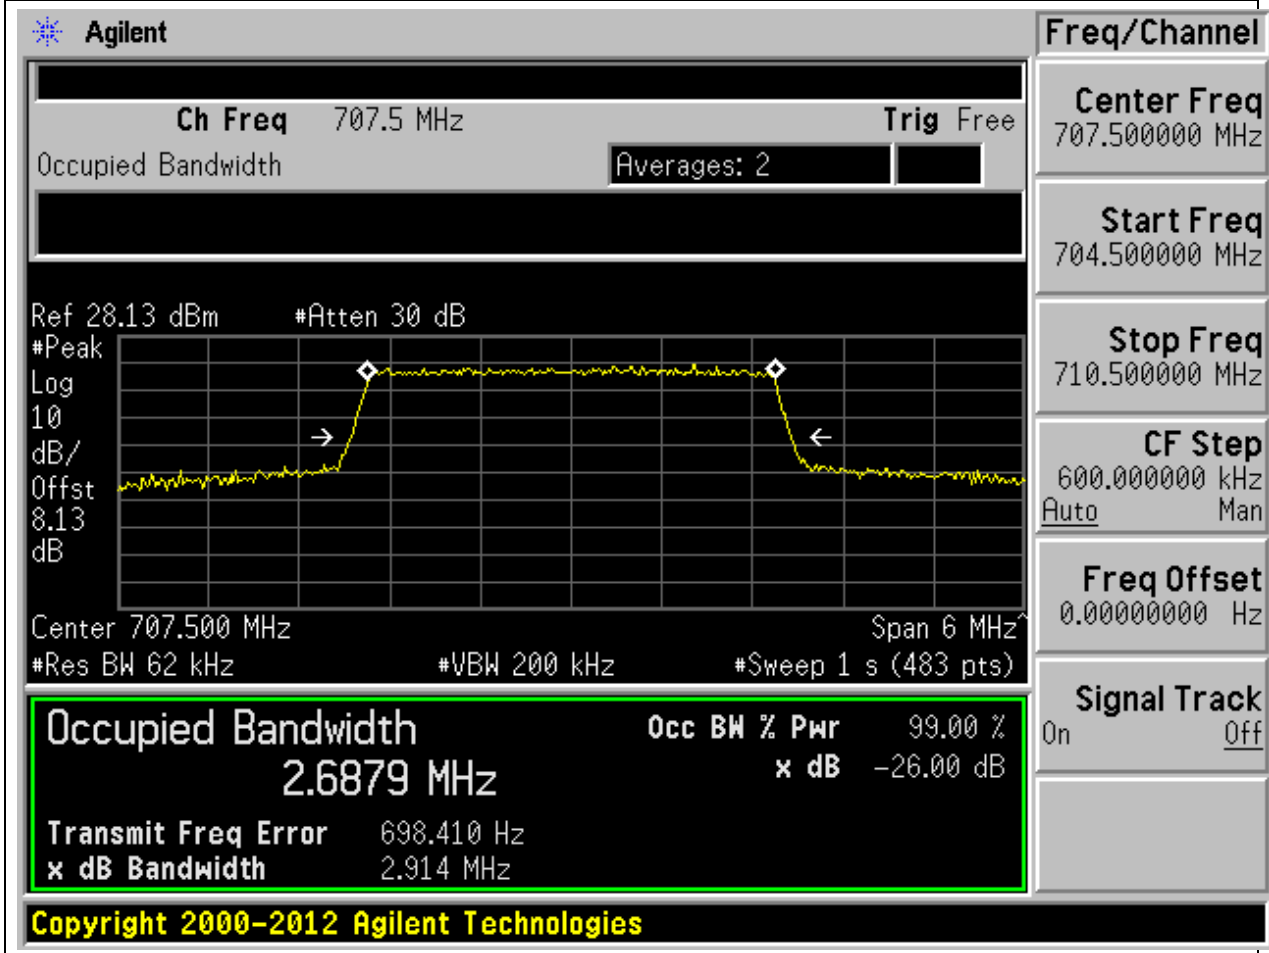 Agilent
Freq/Channel
Ch Freq 707.5 MHz Trig Free
Occupied Bandwidth Averages: 2
Center Freq
707.500000 MHz
Start Freq
704.500000 MHz
Stop Freq
710.500000 MHz
CF Step
600.000000 kHz
Auto Man
Freq Offset
0.00000000 Hz
Signal Track
On Off
Ref 28.13 dBm #Atten 30 dB
#Peak
Log
10
dB/
Offst
8.13
dB
Center 707.500 MHz Span 6 MHz^
#Res BW 62 kHz #VBW 200 kHz #Sweep 1 s (483 pts)
Occupied Bandwidth Occ BW % Pwr 99.00 %
2.6879 MHz x dB -26.00 dB
Transmit Freq Error 698.410 Hz
x dB Bandwidth 2.914 MHz
Copyright 2000-2012 Agilent Technologies